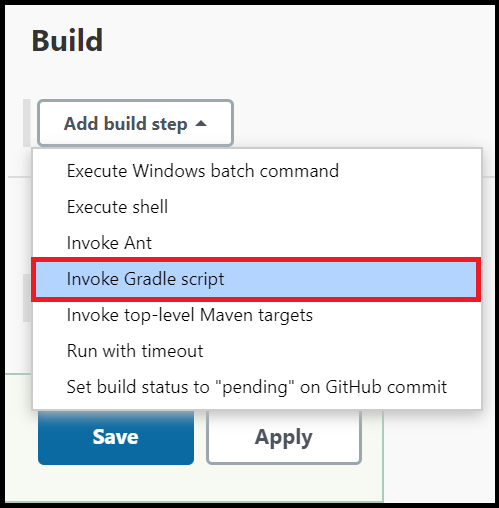 Build
Add build step
Execute Windows batch command
Execute shell
Invoke Ant
Invoke Gradle script
Invoke top-level Maven targets
Run with timeout
Set build status to "pending" on GitHub commit
Save
Apply